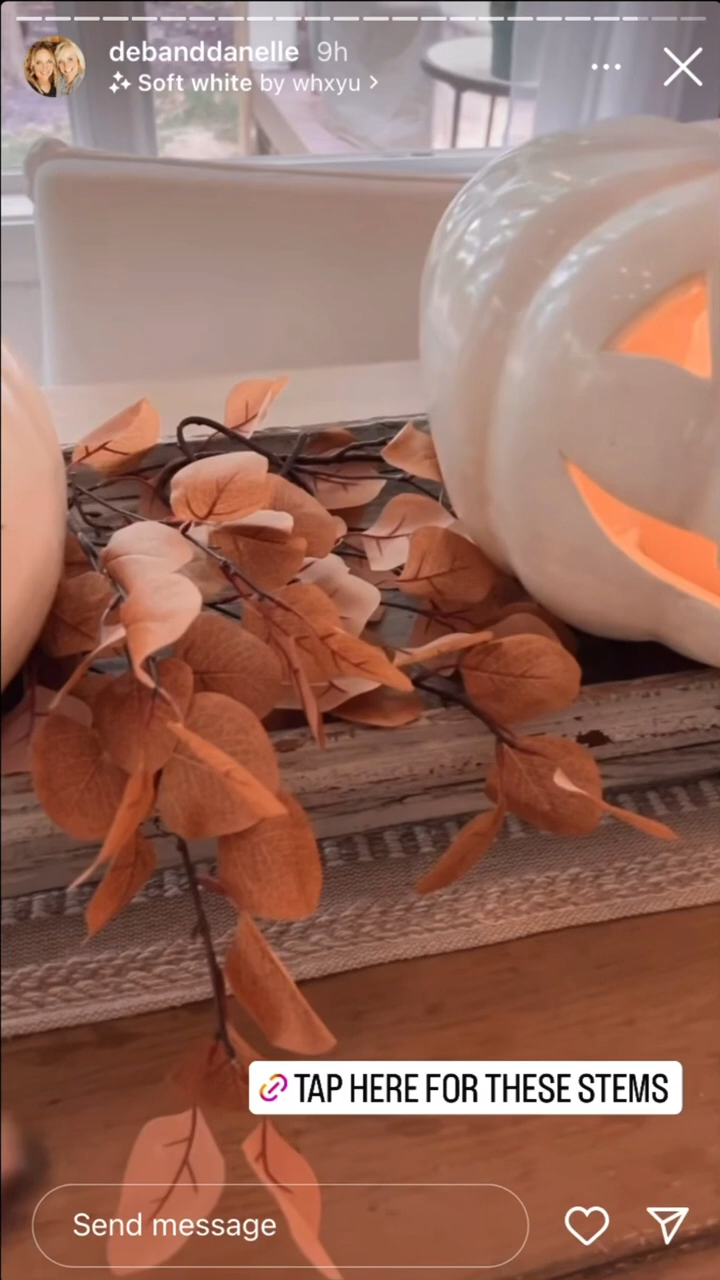 debanddanelle 9h
Soft white by whxyu >
TAP HERE FOR THESE STEMS
Send message